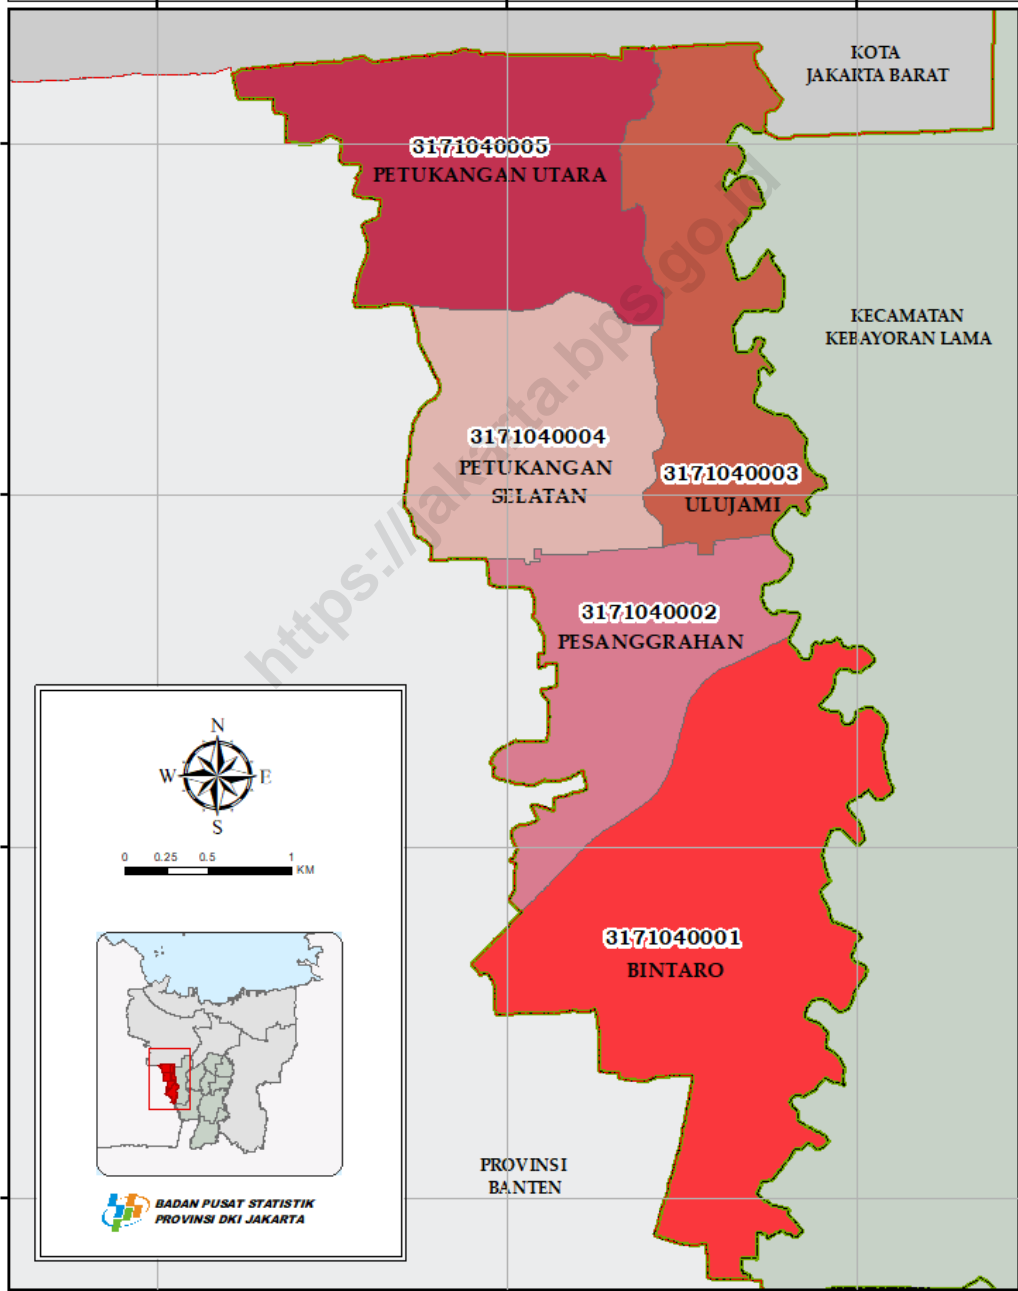 KOTA
JAKARTA BARAT
3171040005
PETUKANGAN UTARA
KECAMATAN
KEBAYORAN LAMA
3171040004
PETUKANGAN
SELATAN
3171040003
ULUJAMI
https://jakarta.bps.go.id
3171040002
PESANGGRAHAN
N
W E
S
0 0.25 0.5 1
KM
3171040001
BINTARO
PROVINSI
BANTEN
BADAN PUSAT STATISTIK
PROVINSI DKI JAKARTA